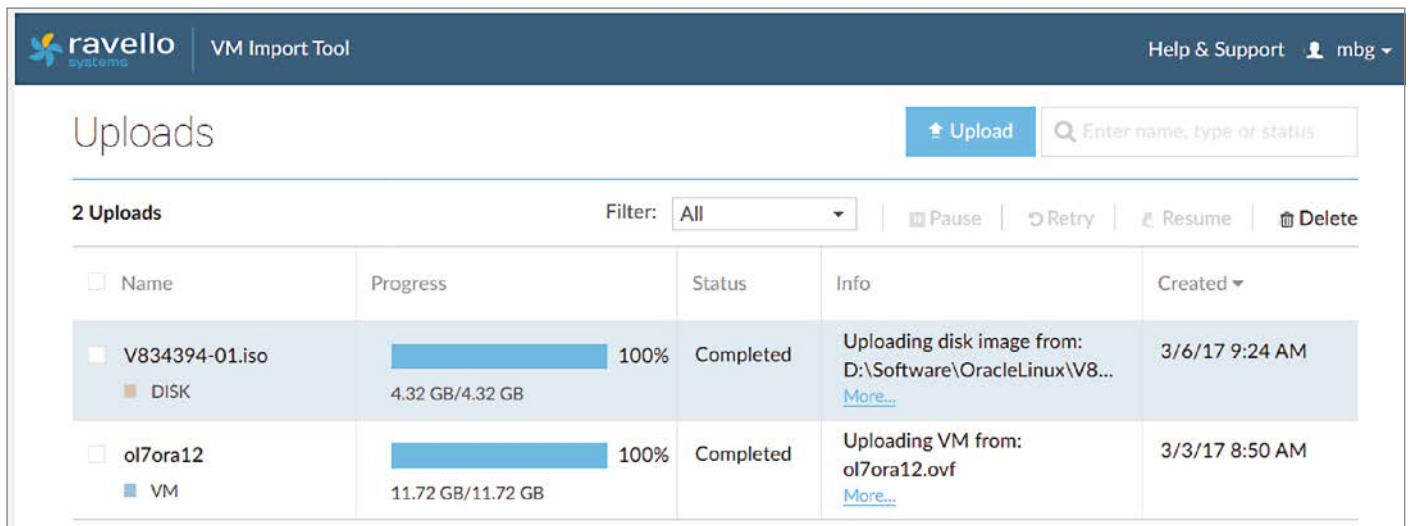 ravello
systems
VM Import Tool
Help & Support mbg
Uploads
Upload
Enter name, type or status
2 Uploads
Filter: All
Pause
Retry
Resume
Delete
Name Progress Status Info Created
V834394-01.iso
DISK
100%
4.32 GB/4.32 GB
Completed
Uploading disk image from:
D:\Software\OracleLinux\V8...
More...
3/6/17 9:24 AM
ol7ora12
VM
100%
11.72 GB/11.72 GB
Completed
Uploading VM from:
ol7ora12.ovf
More...
3/3/17 8:50 AM